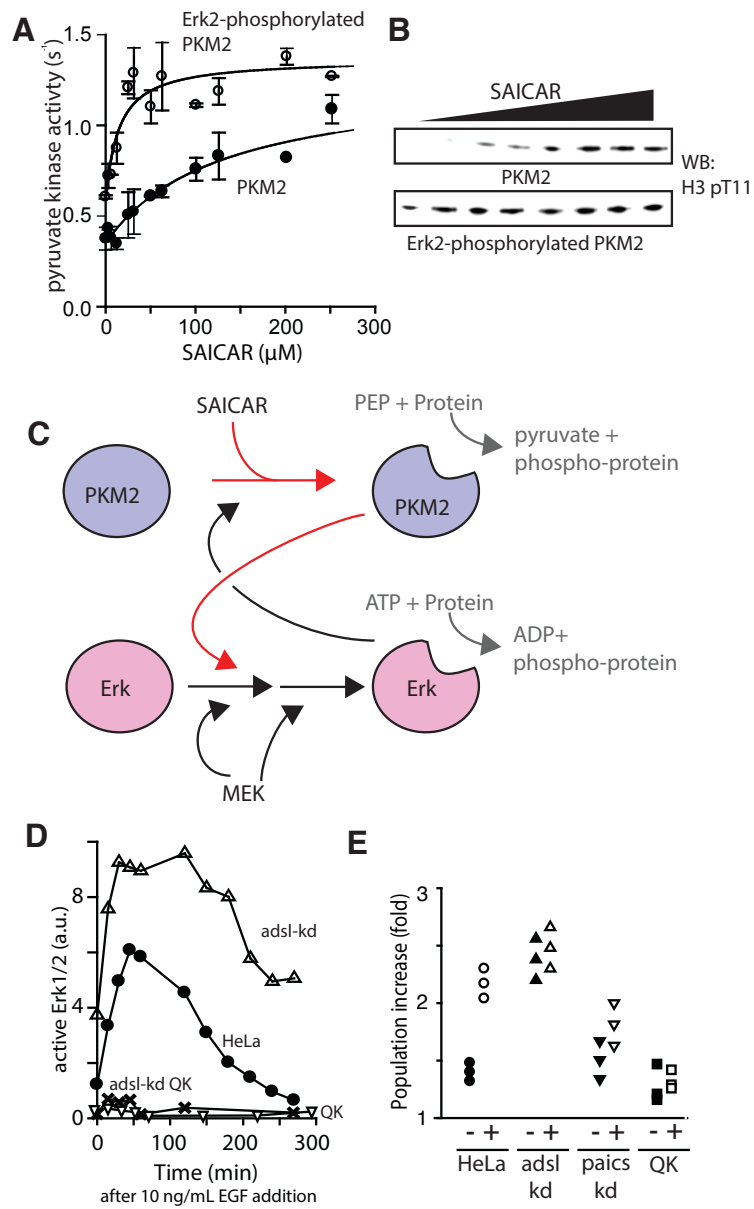 A
Erk2-phosphorylated
PKM2
pyruvate kinase activty (s⁻¹)
1.5
1.0
0.5
0.0
PKM2
0
100
200
300
SAICAR (µM)
B
SAICAR
WB:
H3 pT11
PKM2
Erk2-phosphorylated PKM2
C
SAICAR
PEP + Protein
pyruvate +
phospho-protein
PKM2
PKM2
ATP + Protein
ADP+
phospho-protein
Erk
Erk
MEK
D
active Erk1/2 (a.u.)
8
4
0
adsl-kd
HeLa
adsl-kd QK
QK
0
100
200
300
Time (min)
after 10 ng/mL EGF addition
E
Population increase (fold)
3
2
1
- + - + - + - +
HeLa
adsl
kd
paics
kd
QK